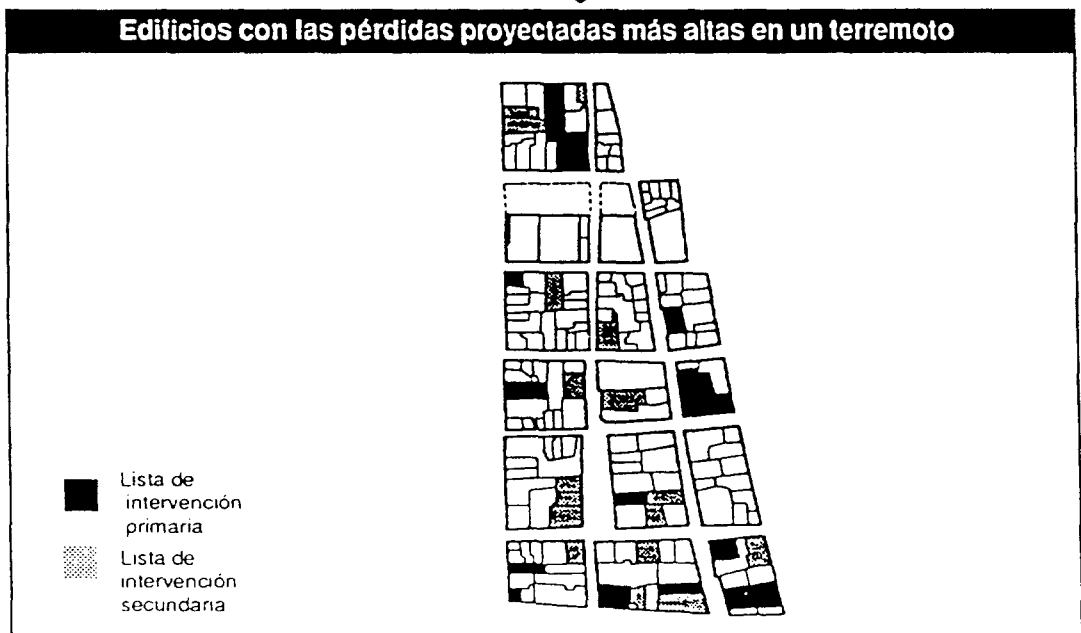 Edificios con las pérdidas proyectadas más altas en un terremoto
Lista de
intervención
primaria
Lista de
intervención
secundaria